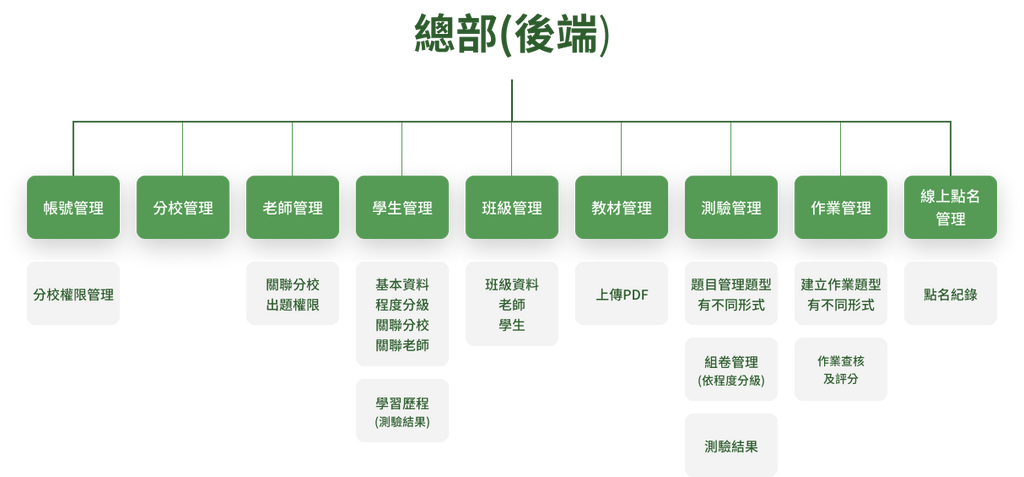 總部(後端)
帳號管理
分校管理
老師管理
學生管理
班級管理
教材管理
測驗管理
作業管理
線上點名
管理
分校權限管理
關聯分校
出題權限
基本資料
程度分級
關聯分校
關聯老師
學習歷程
(測驗結果)
班級資料
老師
學生
上傳PDF
題目管理題型
有不同形式
組卷管理
(依程度分級)
測驗結果
建立作業題型
有不同形式
作業查核
及評分
點名紀錄